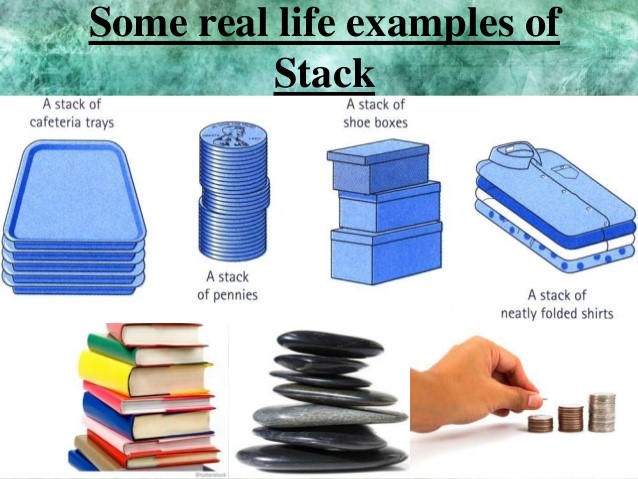 Some real life examples of
Stack
A stack of
cafeteria trays
A stack of
shoe boxes
A stack
of pennies
A stack of
neatly folded shirts